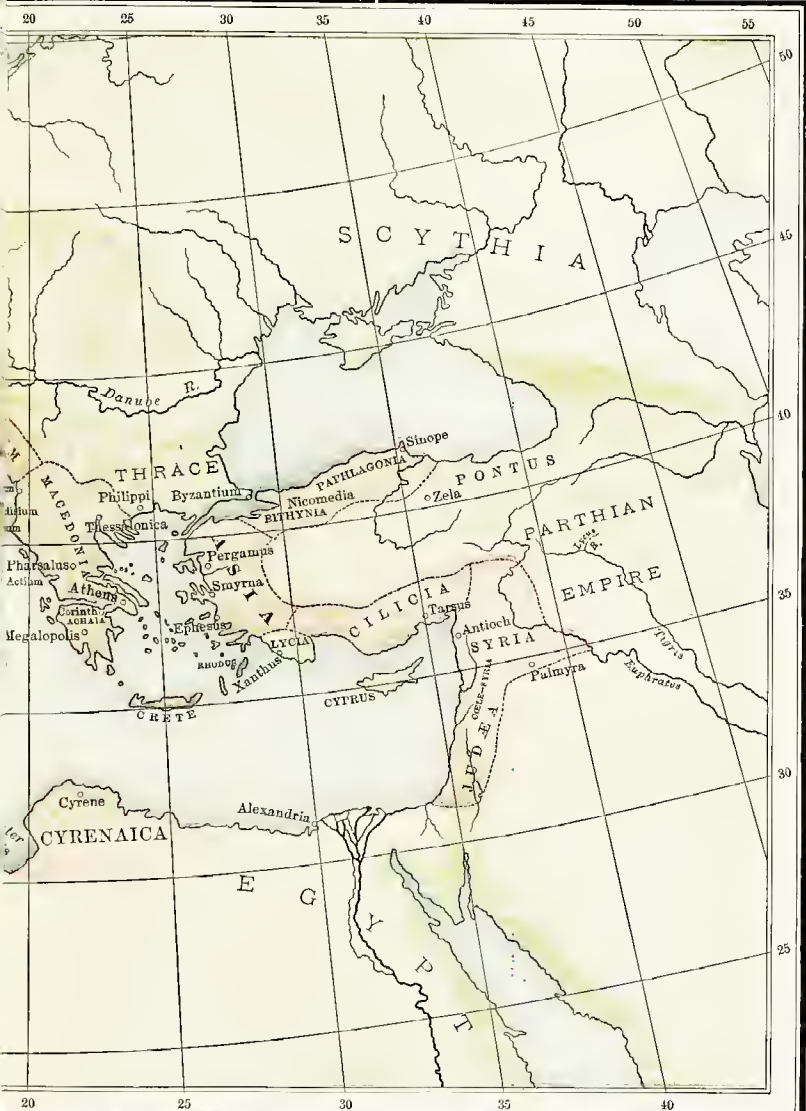 20 25 30 35 40 45 50 55
50
SCYTHIA
45
Danube R.
40
Sinope
THRACE
PAPHLAGONIA
PONTUS
M.
MACEDONIA
Philippi
Byzantium
Nicomedia
BITHYNIA
Zela
Thessalonica
PARTHIAN
EMPIRE
Pharsalus
Pergamus
ASIA
Actium
Smyrna
35
Athens
CILICIA
Tarsus
Corinth
ACHAIA
Antioch
SYRIA
Megalopolis
Ephesus
LYCIA
Tigris
RHODUS
Xanthus
Palmyra
Euphratus
CYPRUS
COELE-SYRIA
CRETE
JUDÆA
30
Cyrene
Alexandria
CYRENAICA
EGYPT
25
20 25 30 35 40